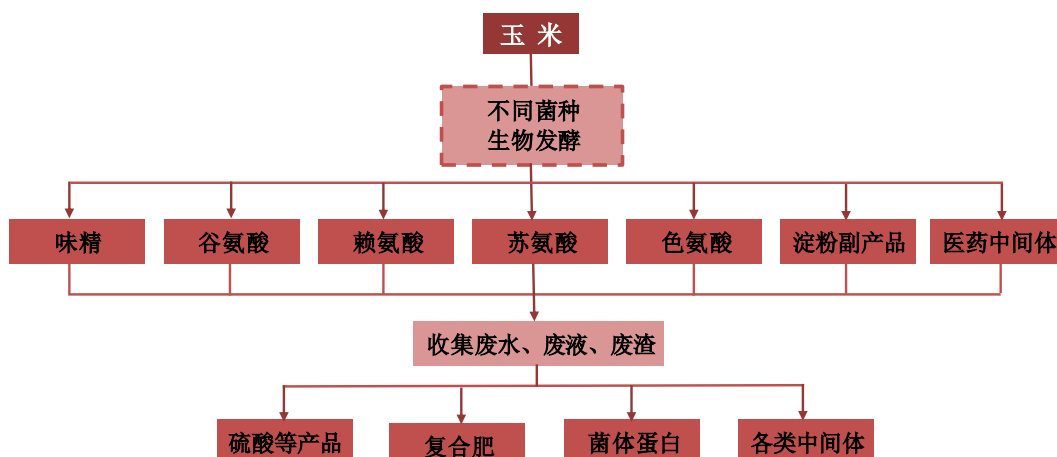 玉 米
不同菌种
生物发酵
味精
谷氨酸
赖氨酸
苏氨酸
色氨酸
淀粉副产品
医药中间体
收集废水、废液、废渣
硫酸等产品
复合肥
菌体蛋白
各类中间体